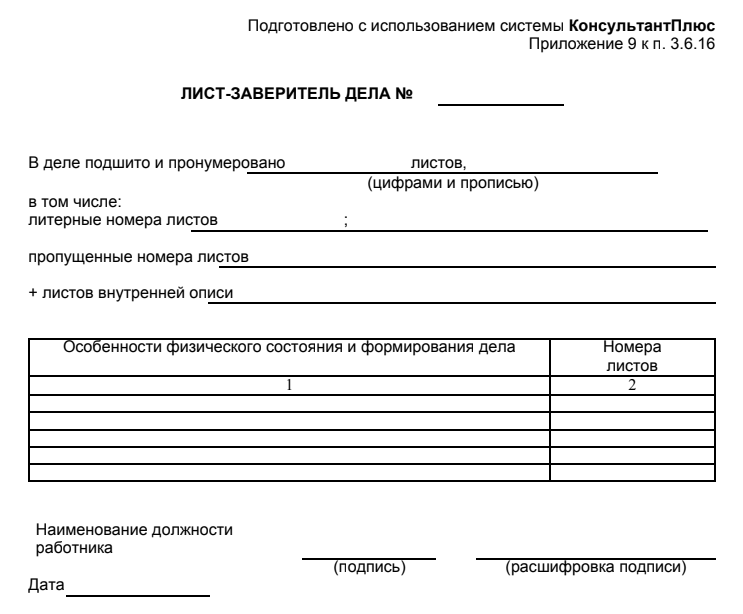 Подготовлено с использованием системы КонсультантПлюс
Приложение 9 к п. 3.6.16
ЛИСТ-ЗАВЕРИТЕЛЬ ДЕЛА №
В деле подшито и пронумеровано листов,
(цифрами и прописью)
в том числе:
литерные номера листов ;
пропущенные номера листов
+ листов внутренней описи
Особенности физического состояния и формирования дела Номера
листов
1 2
Наименование должности
работника
(подпись) (расшифровка подписи)
Дата